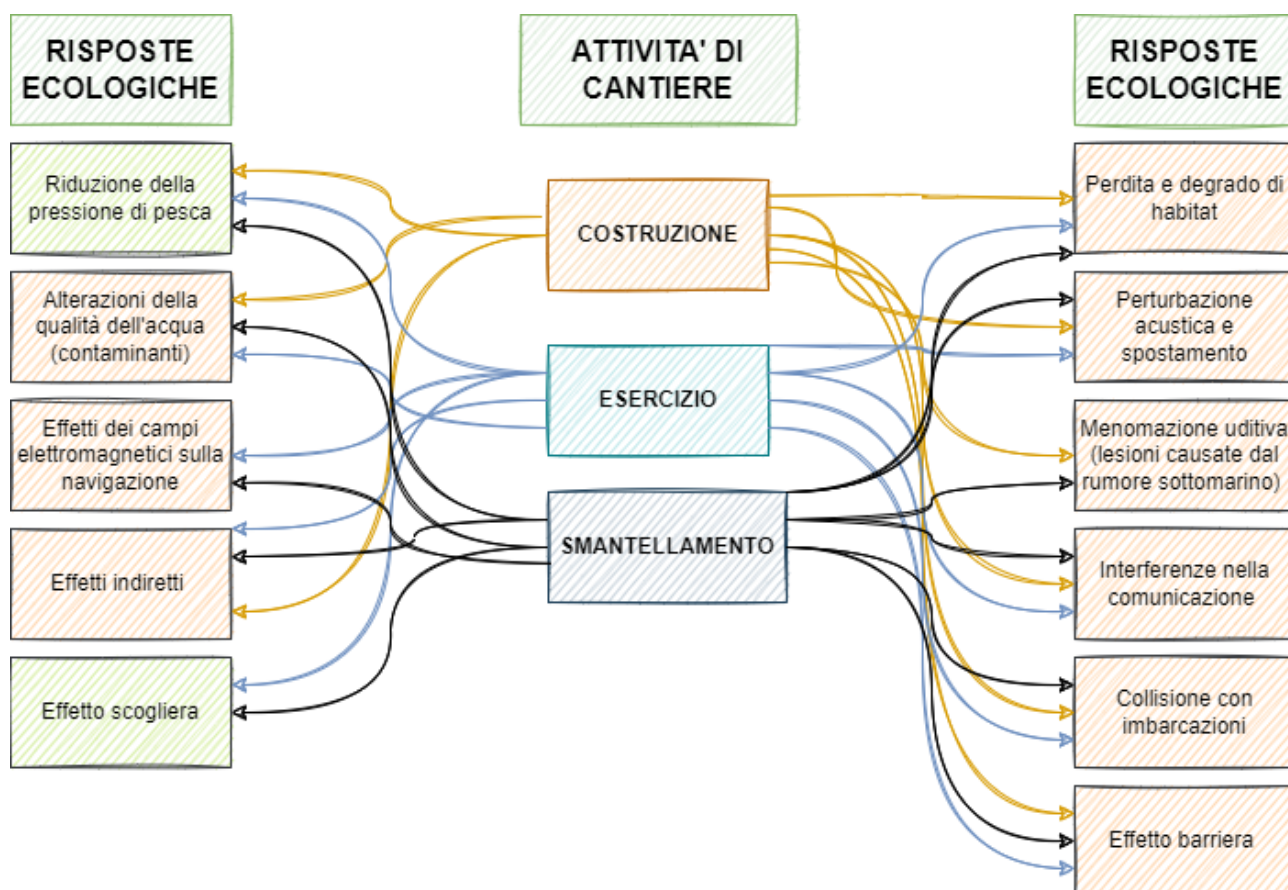 RISPOSTE
ECOLOGICHE
ATTIVITA' DI
CANTIERE
RISPOSTE
ECOLOGICHE
Riduzione della
pressione di pesca
Alterazioni della
qualità dell'acqua
(contaminanti)
Effetti dei campi
elettromagnetici sulla
navigazione
Effetti indiretti
Effetto scogliera
COSTRUZIONE
ESERCIZIO
SMANTELLAMENTO
Perdita e degrado di
habitat
Perturbazione
acustica e
spostamento
Menomazione uditiva
(lesioni causate dal
rumore sottomarino)
Interferenze nella
comunicazione
Collisione con
imbarcazioni
Effetto barriera